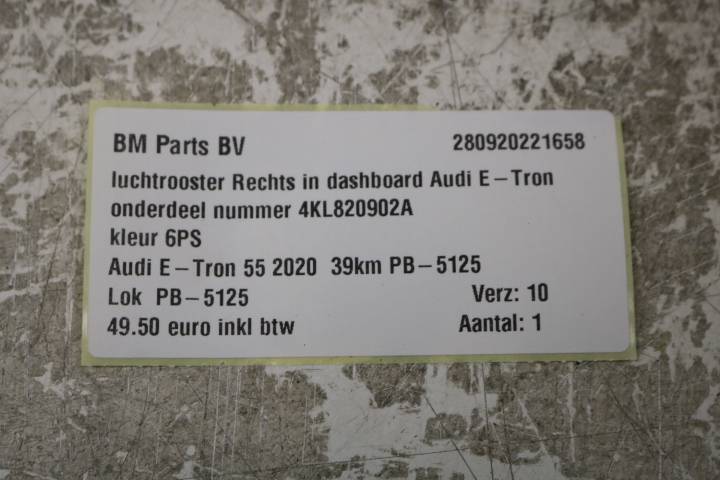 BM Parts BV 280920221658
luchtrooster Rechts in dashboard Audi E-Tron
onderdeel nummer 4KL820902A
kleur 6PS
Audi E-Tron 55 2020 39km PB-5125
Lok PB-5125 Verz: 10
49.50 euro inkl btw Aantal: 1